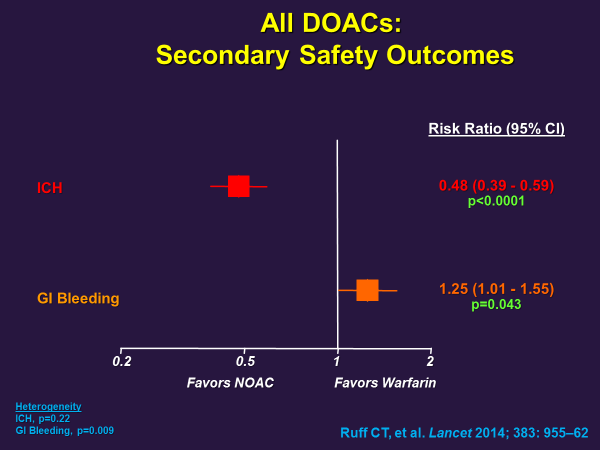 All DOACs:
Secondary Safety Outcomes
Risk Ratio (95% CI)
ICH
0.48 (0.39 - 0.59)
p<0.0001
GI Bleeding
1.25 (1.01 - 1.55)
p=0.043
0.2 0.5 1 2
Favors NOAC Favors Warfarin
Heterogeneity
ICH, p=0.22
GI Bleeding, p=0.009
Ruff CT, et al. Lancet 2014; 383: 955–62